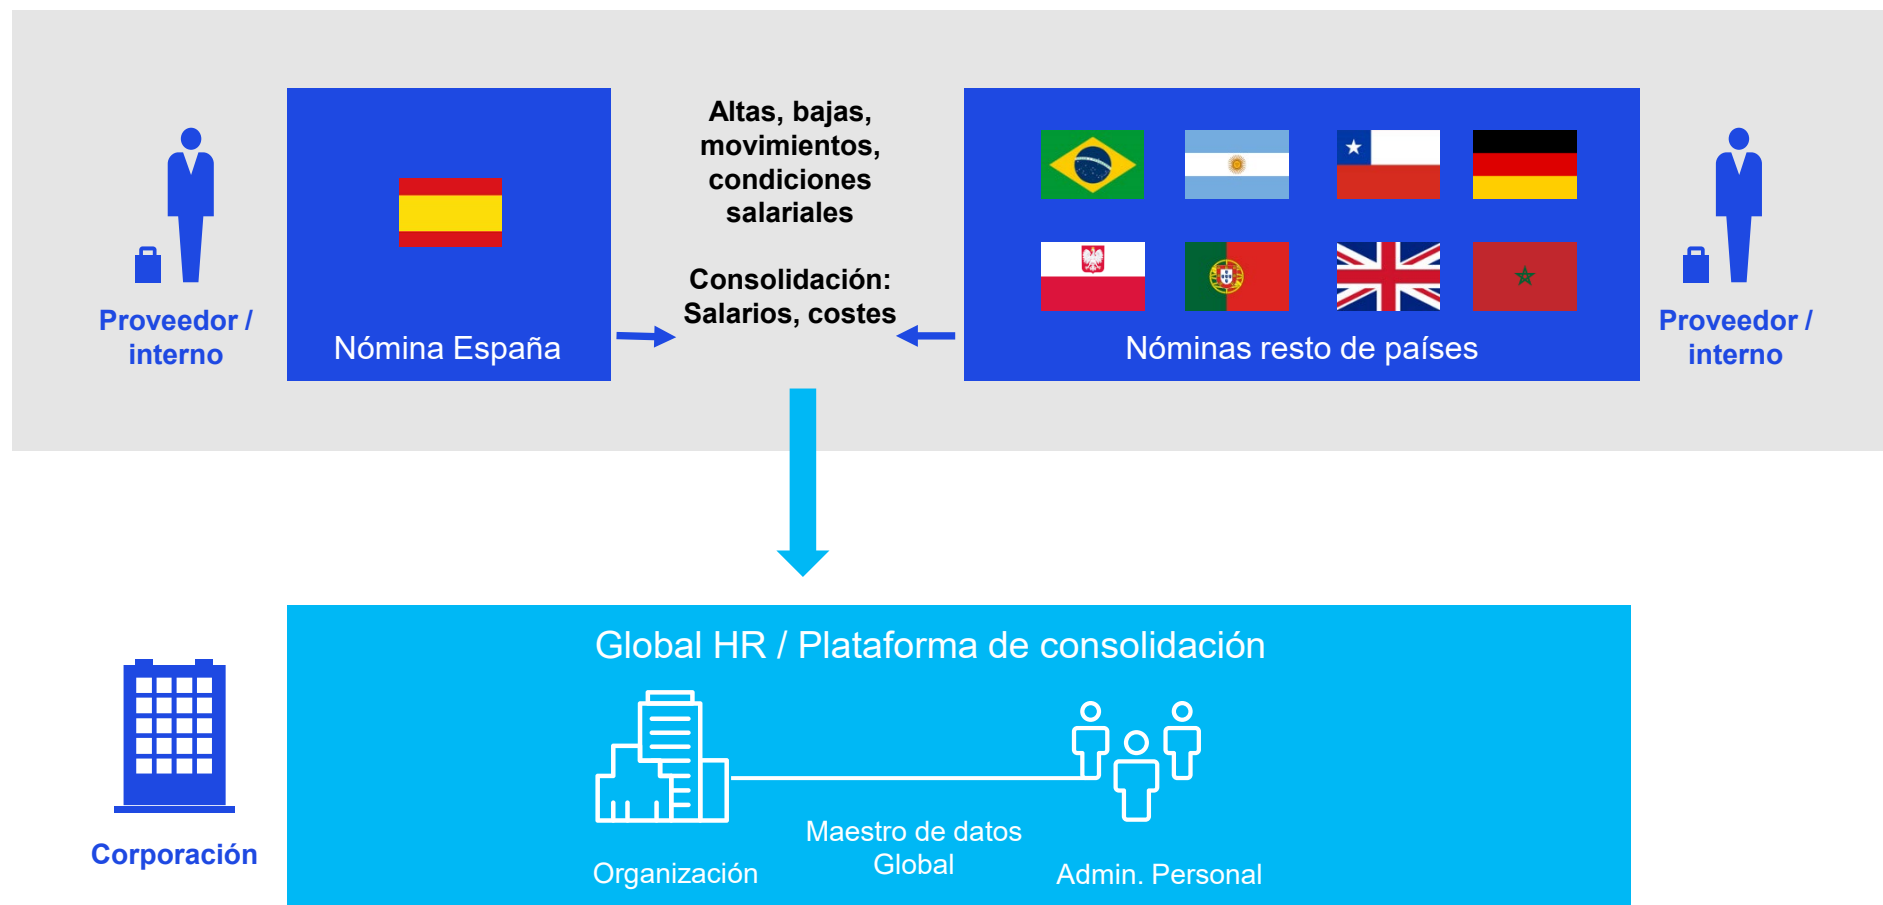 Altas, bajas,
movimientos,
condiciones
salariales
Consolidación:
Salarios, costes
Proveedor /
interno
Nómina España
Nóminas resto de países
Proveedor /
interno
Global HR / Plataforma de consolidación
Maestro de datos
Global
Organización
Admin. Personal
Corporación